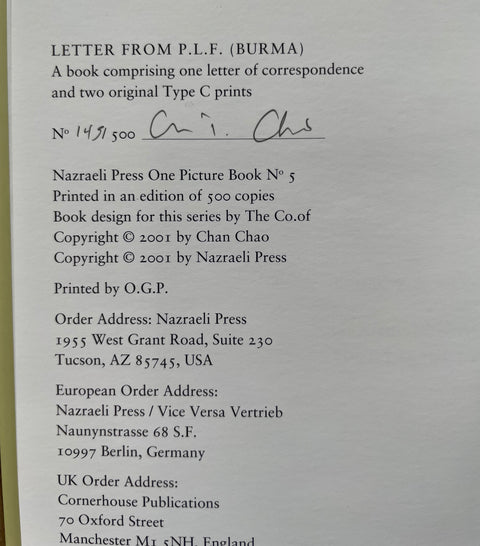 LETTER FROM P.L.F. (BURMA)
A book comprising one letter of correspondence
and two original Type C prints
Nº 500
Nazraeli Press One Picture Book Nº 5
Printed in an edition of 500 copies
Book design for this series by The Co.of
Copyright © 2001 by Chan Chao
Copyright © 2001 by Nazraeli Press
Printed by O.G.P.
Order Address: Nazraeli Press
1955 West Grant Road, Suite 230
Tucson, AZ 85745, USA
European Order Address:
Nazraeli Press / Vice Versa Vertrieb
Naunynstrasse 68 S.F.
10997 Berlin, Germany
UK Order Address:
Cornerhouse Publications
70 Oxford Street
Manchester M1 5NH, England